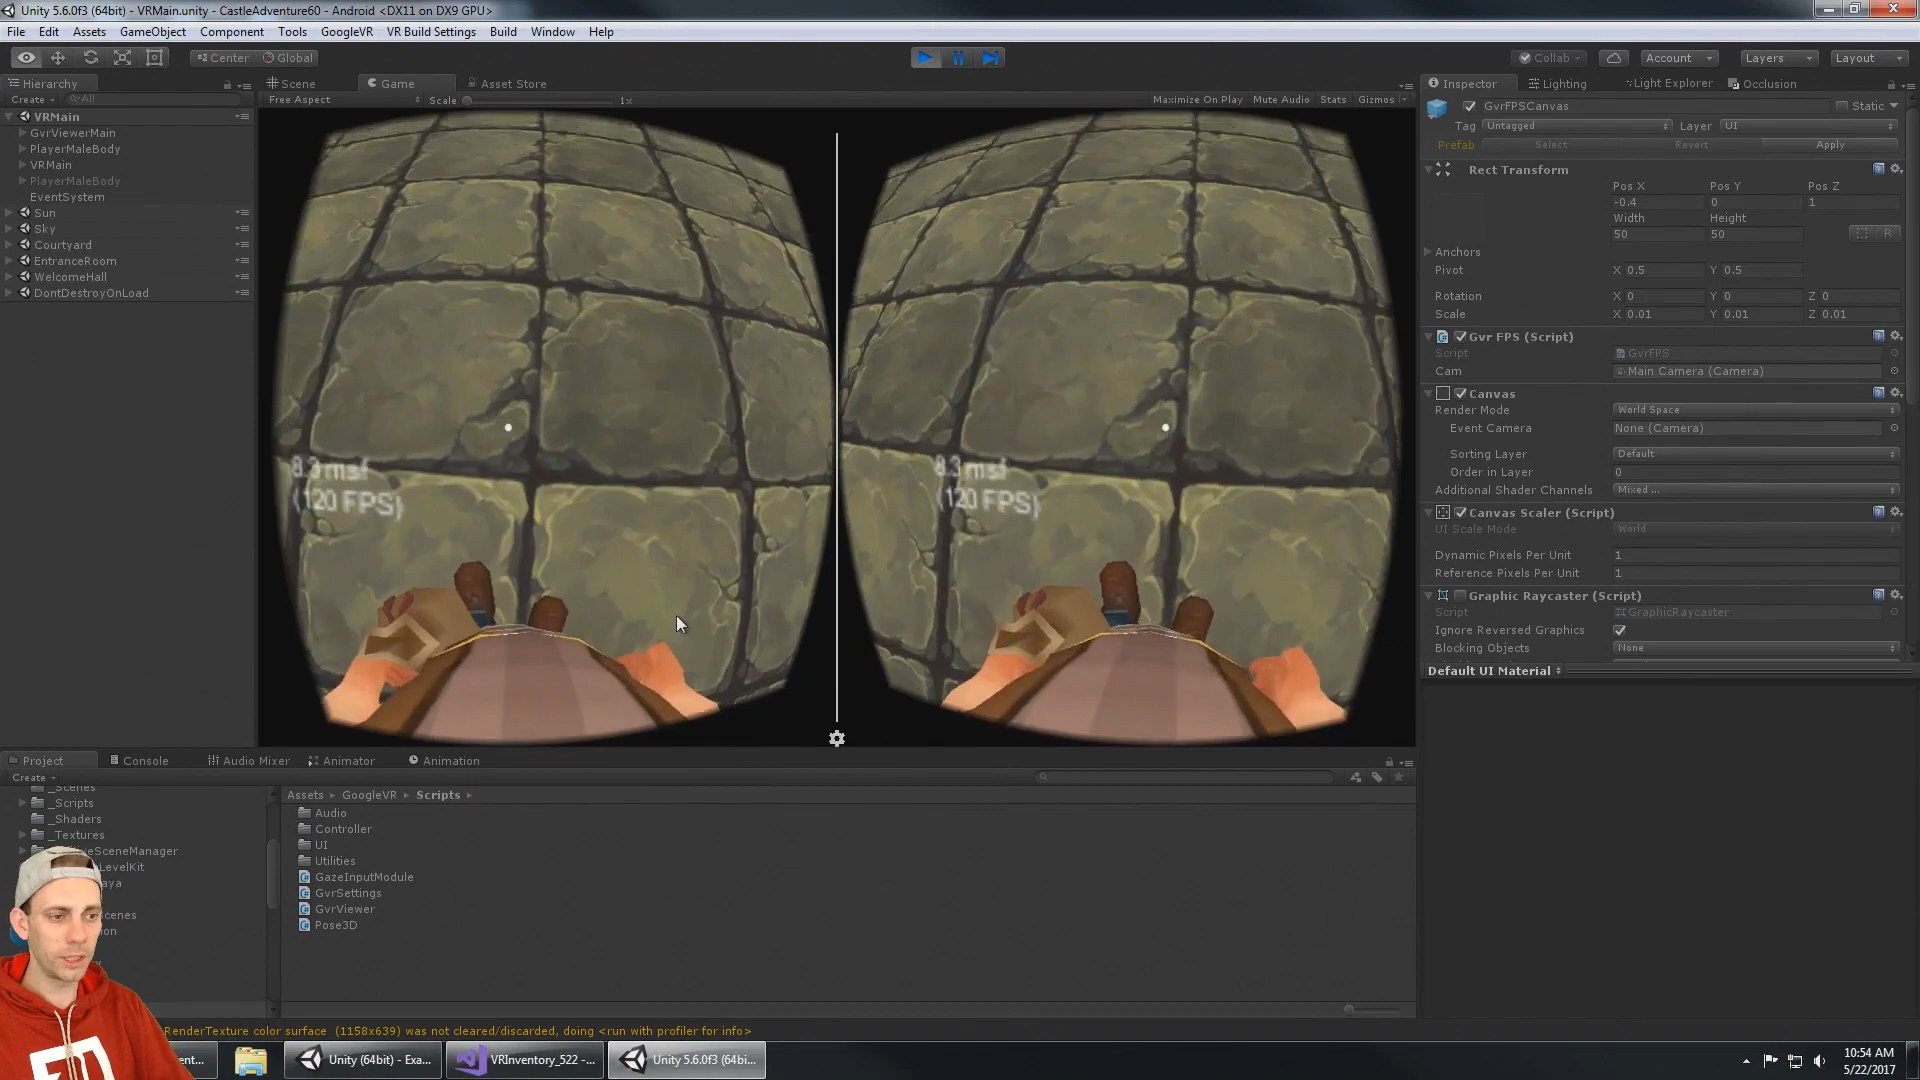 Unity 5.6.0f3 (64bit) - VRMain.unity - CastleAdventure60 - Android <DX11 on DX9 GPU>
File Edit Assets GameObject Component Tools GoogleVR VR Build Settings Build Window Help
Center Global Collab Account Layers Layout
Hierarchy Scene Game Asset Store Inspector Lighting Light Explorer Occlusion
Create All Free Aspect Scale 1x Maximize On Play Mute Audio Stats Gizmos
GvrFPSCanvas Static
Tag Untagged Layer UI
Prefab Select Revert Apply
VRMain
GvrViewerMain
PlayerMaleBody
VRMain
PlayerMaleBody
EventSystem
Sun
Sky
Courtyard
EntranceRoom
WelcomeHall
DontDestroyOnLoad
8.3 msf
(120 FPS)
8.3 msf
(120 FPS)
Rect Transform
Pos X Pos Y Pos Z
-0.4 0 1
Width Height
50 50
R
Anchors
Pivot X 0.5 Y 0.5
Rotation X 0 Y 0 Z 0
Scale X 0.01 Y 0.01 Z 0.01
Gvr FPS (Script)
Script GvrFPS
Cam Main Camera (Camera)
Canvas
Render Mode World Space
Event Camera None (Camera)
Sorting Layer Default
Order in Layer 0
Additional Shader Channels Mixed ...
Canvas Scaler (Script)
UI Scale Mode World
Dynamic Pixels Per Unit 1
Reference Pixels Per Unit 1
Graphic Raycaster (Script)
Script GraphicRaycaster
Ignore Reversed Graphics
Blocking Objects None
Default UI Material
Project Console Audio Mixer Animator Animation
Create
_Scenes
_Scripts
_Shaders
_Textures
SceneManager
LevelKit
aya
cenes
ion
Assets GoogleVR Scripts
Audio
Controller
UI
Utilities
GazeInputModule
GvrSettings
GvrViewer
Pose3D
RenderTexture color surface (1158x639) was not cleared/discarded, doing <run with profiler for info>
ent... Unity (64bit) - Exa... VRInventory_522 -... Unity 5.6.0f3 (64bi...
10:54 AM
5/22/2017